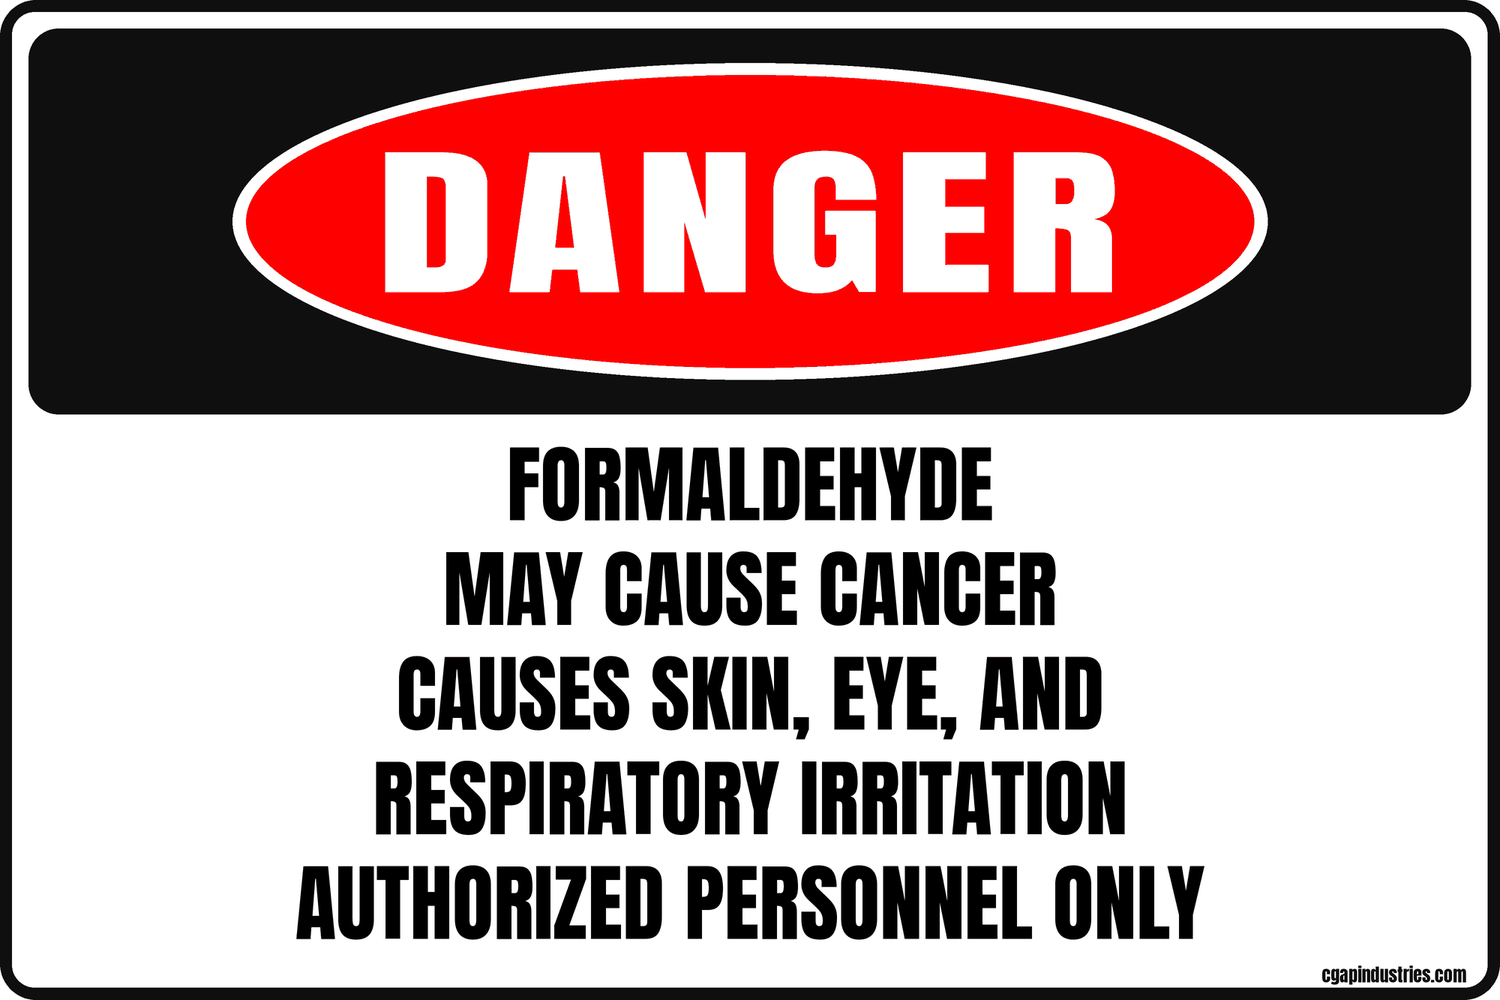 DANGER
FORMALDEHYDE
MAY CAUSE CANCER
CAUSES SKIN, EYE, AND
RESPIRATORY IRRITATION
AUTHORIZED PERSONNEL ONLY
cgapindustries.com